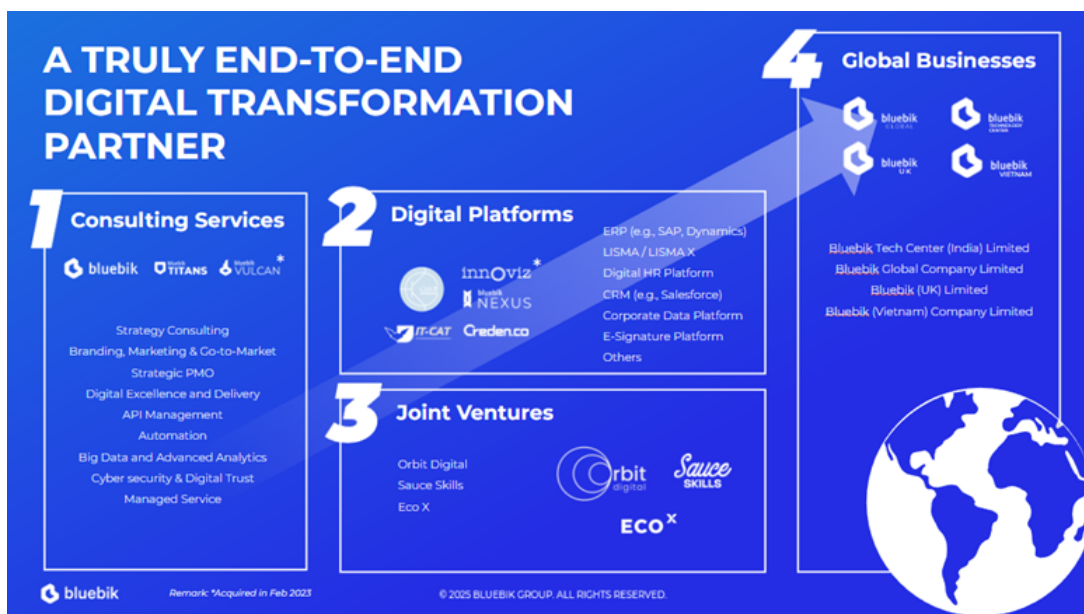 A TRULY END-TO-END
DIGITAL TRANSFORMATION
PARTNER
1
Consulting Services
bluebik
bluebik
TITANS
bluebik
VULCAN*
Strategy Consulting
Branding, Marketing & Go-to-Market
Strategic PMO
Digital Excellence and Delivery
API Management
Automation
Big Data and Advanced Analytics
Cyber security & Digital Trust
Managed Service
2
Digital Platforms
innoviz*
bluebik
NEXUS
IT-CAT
Creden.co
ERP (e.g., SAP, Dynamics)
LISMA / LISMA X
Digital HR Platform
CRM (e.g., Salesforce)
Corporate Data Platform
E-Signature Platform
Others
3
Joint Ventures
Orbit Digital
Sauce Skills
Eco X
Orbit
digital
Sauce
SKILLS
ECO X
4
Global Businesses
bluebik
GLOBAL
bluebik
TECHNOLOGY
CENTER
bluebik
UK
bluebik
VIETNAM
Bluebik Tech Center (India) Limited
Bluebik Global Company Limited
Bluebik (UK) Limited
Bluebik (Vietnam) Company Limited
bluebik
Remark: *Acquired in Feb 2023
© 2025 BLUEBIK GROUP. ALL RIGHTS RESERVED.